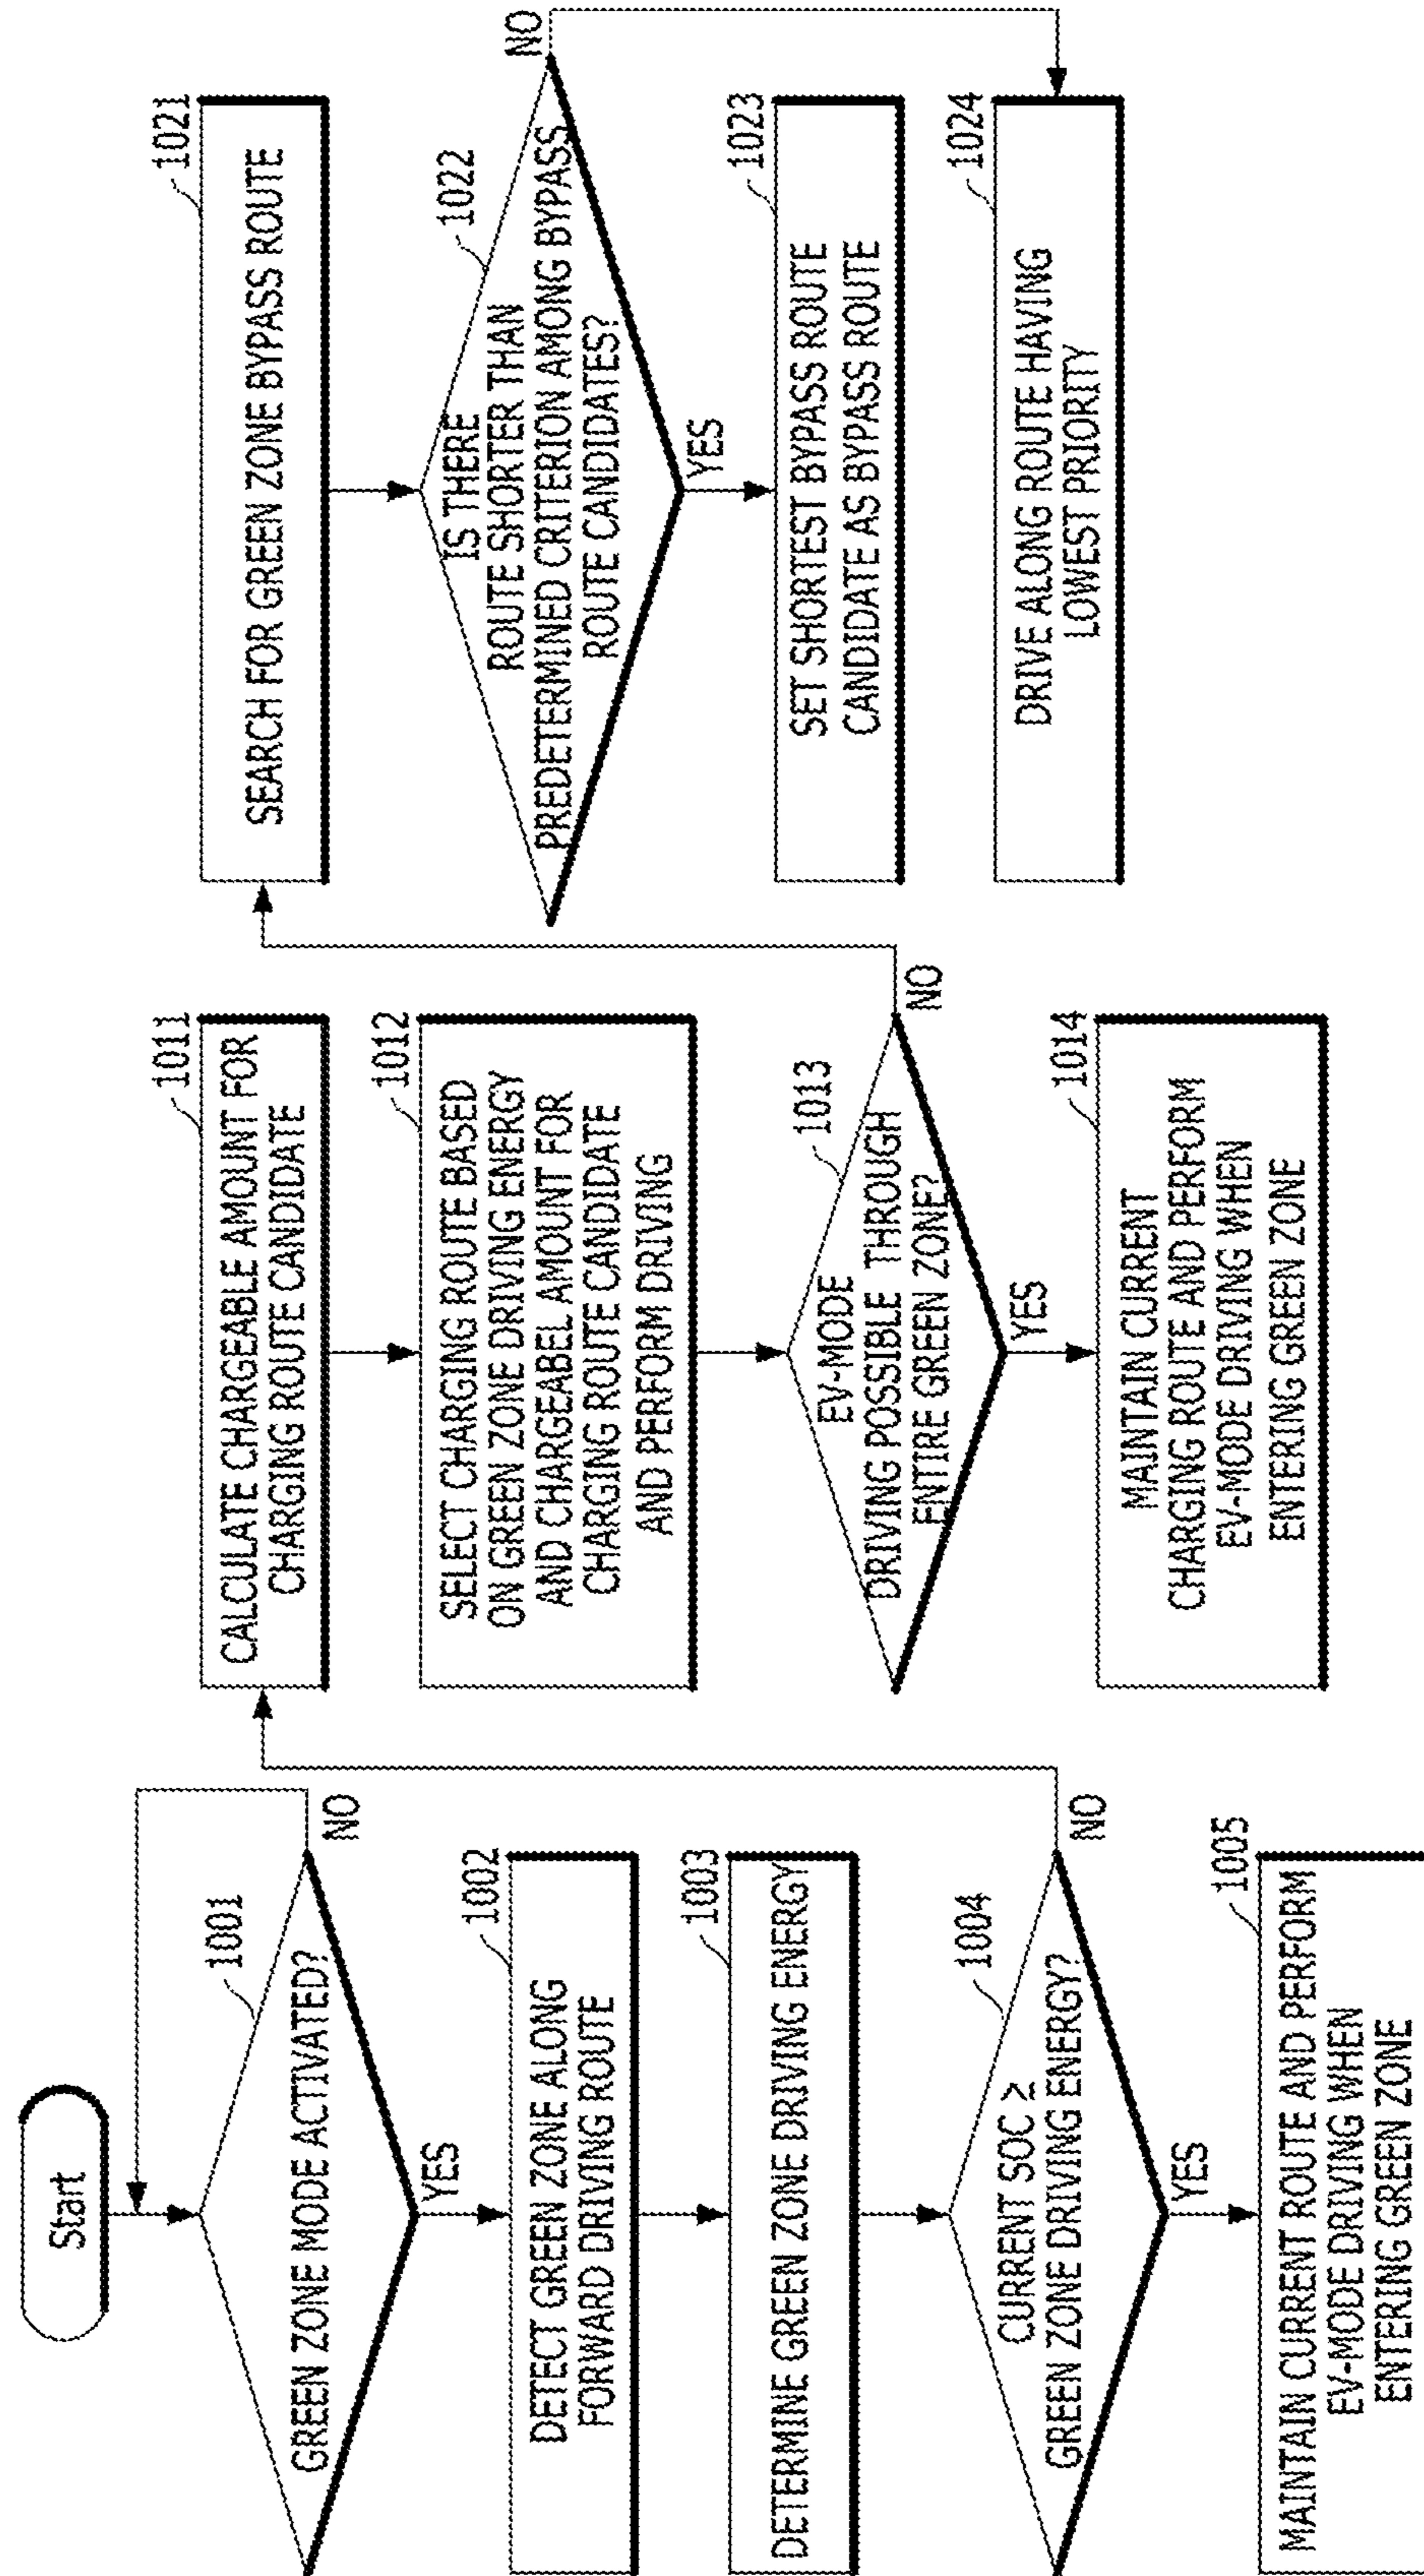 Start
1001
GREEN ZONE MODE ACTIVATED?
NO
YES
1002
DETECT GREEN ZONE ALONG
FORWARD DRIVING ROUTE
1003
DETERMINE GREEN ZONE DRIVING ENERGY
1004
CURRENT SOC ≥
GREEN ZONE DRIVING ENERGY?
NO
YES
1005
MAINTAIN CURRENT ROUTE AND PERFORM
EV-MODE DRIVING WHEN
ENTERING GREEN ZONE
1011
CALCULATE CHARGEABLE AMOUNT FOR
CHARGING ROUTE CANDIDATE
1012
SELECT CHARGING ROUTE BASED
ON GREEN ZONE DRIVING ENERGY
AND CHARGEABEL AMOUNT FOR
CHARGING ROUTE CANDIDATE
AND PERFORM DRIVING
1013
EV-MODE
DRIVING POSSIBLE THROUGH
ENTIRE GREEN ZONE?
NO
YES
1014
MAINTAIN CURRENT
CHARGING ROUTE AND PERFORM
EV-MODE DRIVING WHEN
ENTERING GREEN ZONE
1021
SEARCH FOR GREEN ZONE BYPASS ROUTE
1022
IS THERE
ROUTE SHORTER THAN
PREDETERMINED CRITERION AMONG BYPASS
ROUTE CANDIDATES?
NO
YES
1023
SET SHORTEST BYPASS ROUTE
CANDIDATE AS BYPASS ROUTE
1024
DRIVE ALONG ROUTE HAVING
LOWEST PRIORITY